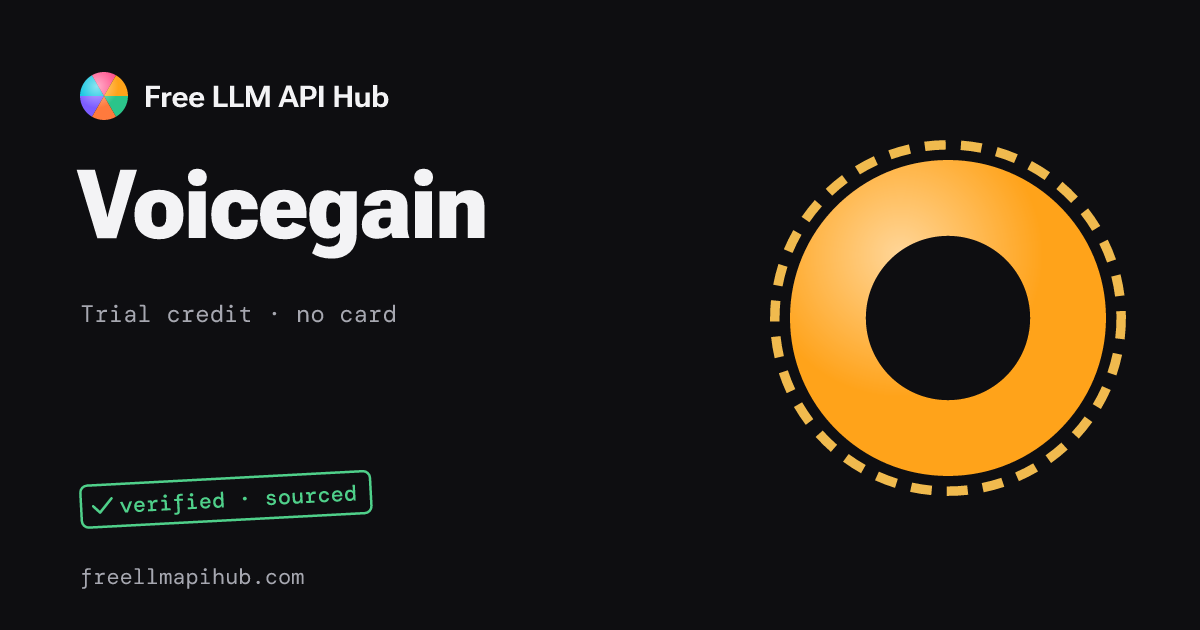 Free LLM API Hub
Voicegain
Trial credit · no card
verified · sourced
freellmapihub.com